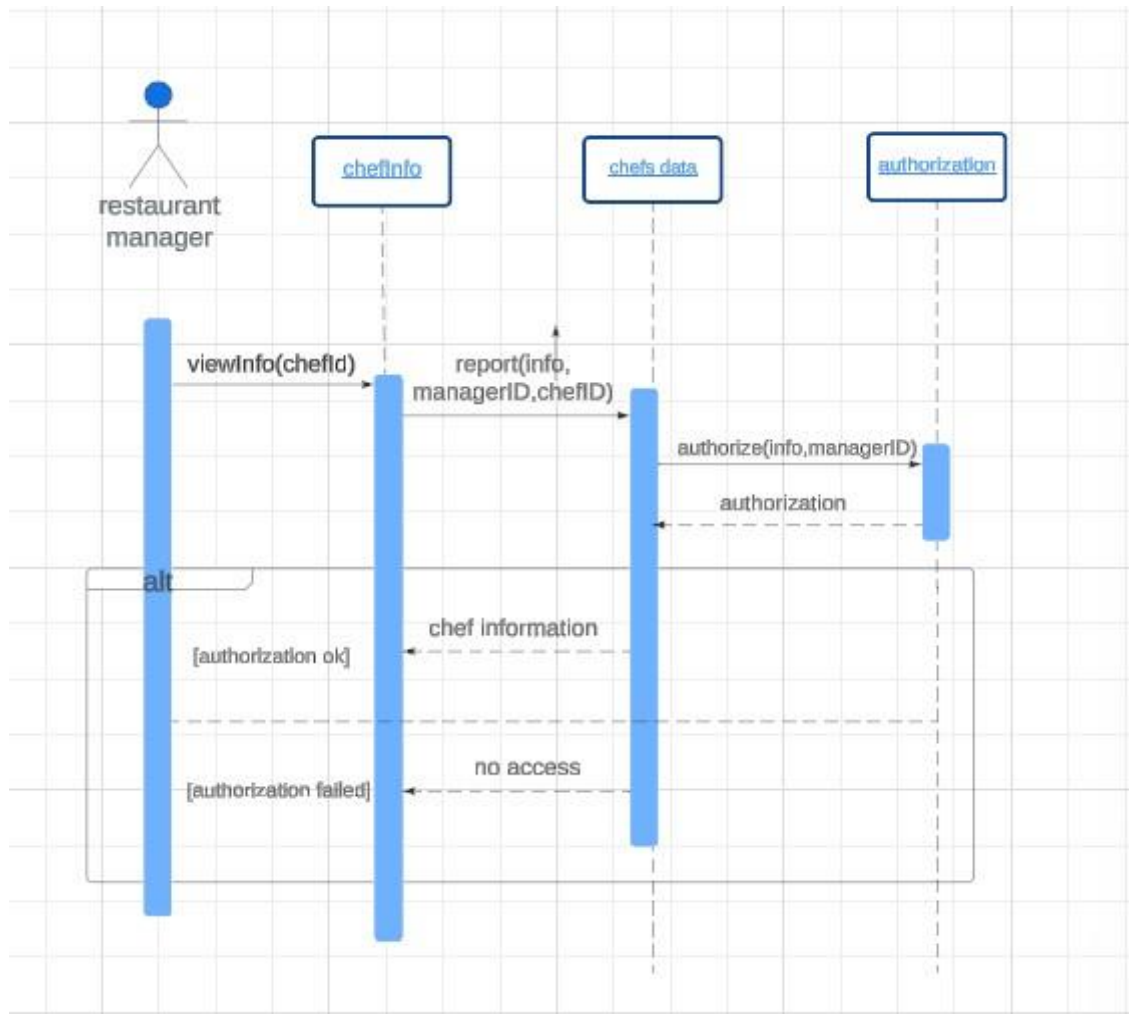 restaurant
manager
chefInfo
chefs data
authorization
viewInfo(chefId)
report(info,
managerID,chefID)
authorize(info,managerID)
authorization
alt
chef information
[authorization ok]
no access
[authorization failed]